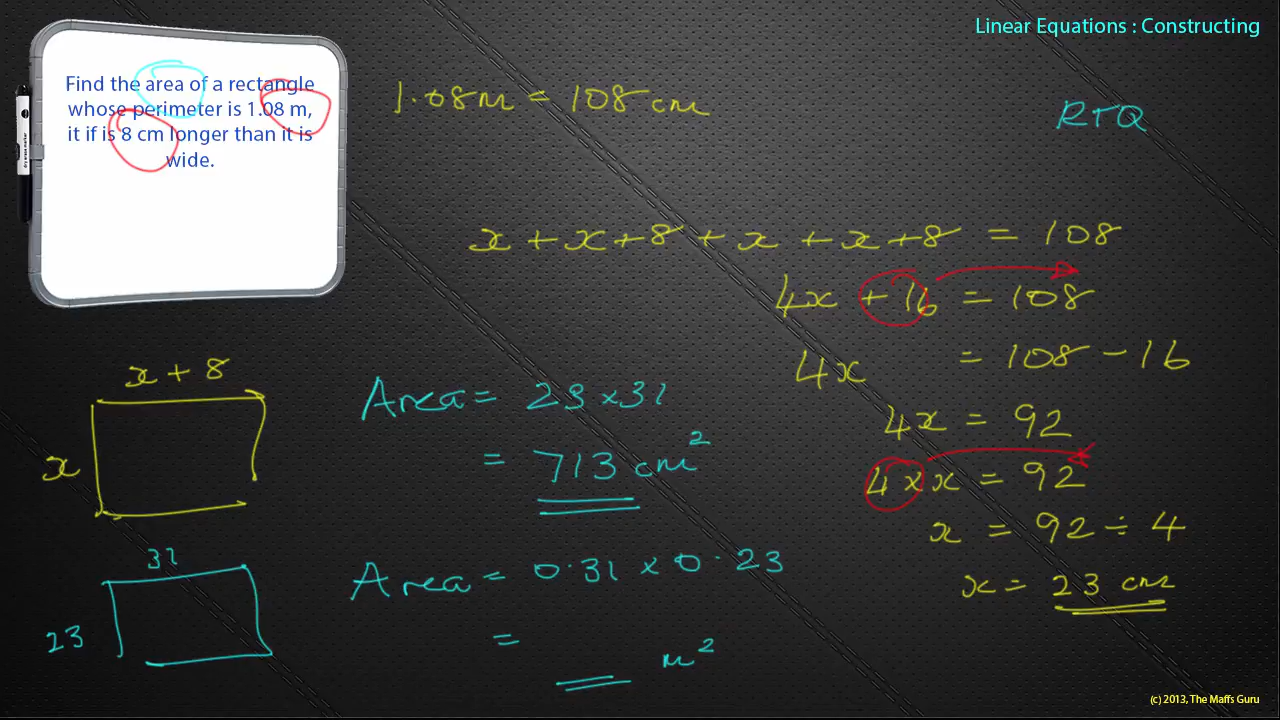 Linear Equations : Constructing
Find the area of a rectangle
whose perimeter is 1.08 m,
it if is 8 cm longer than it is
wide.
1.08m = 108 cm
RTQ
x + x + 8 + x + x + 8 = 108
4x + 16 = 108
4x = 108 - 16
4x = 92
4 × x = 92
x = 92 ÷ 4
x = 23 cm
x + 8
x
31
23
Area = 23 × 31
= 713 cm²
Area = 0.31 × 0.23
= m²
(c) 2013, The Maffs Guru